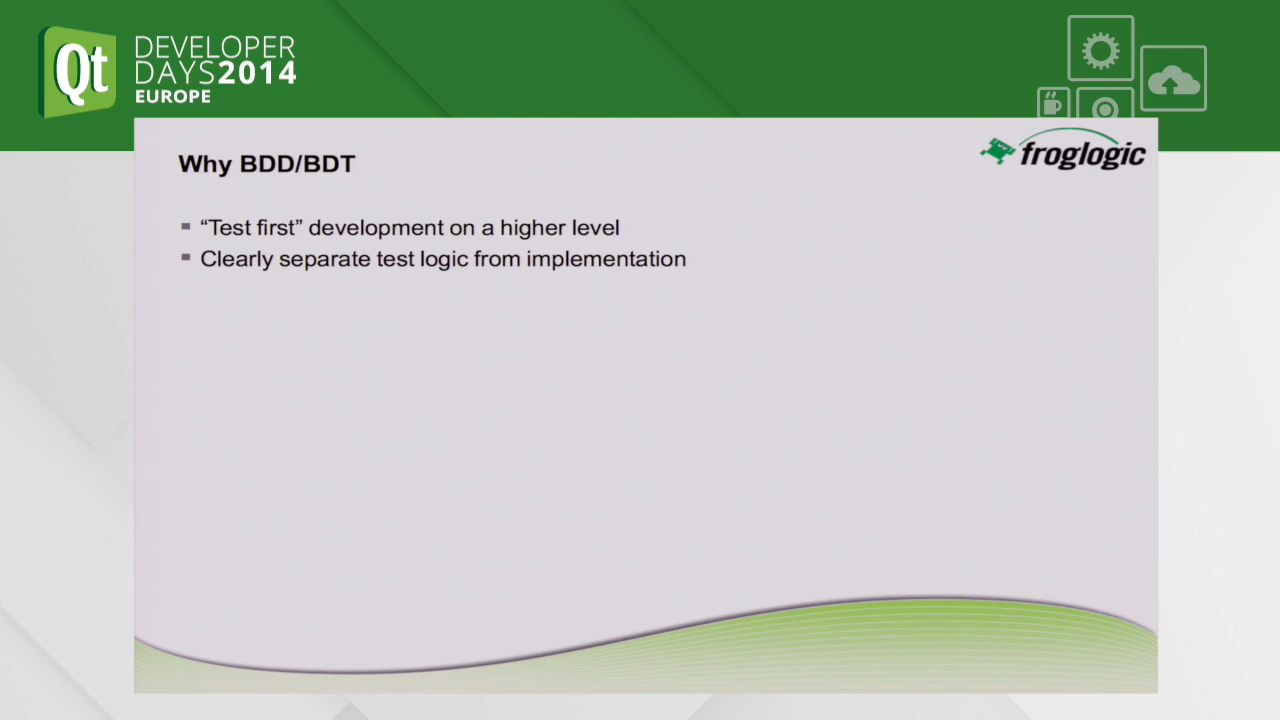 Qt
DEVELOPER
DAYS2014
EUROPE
froglogic
Why BDD/BDT
“Test first” development on a higher level
Clearly separate test logic from implementation